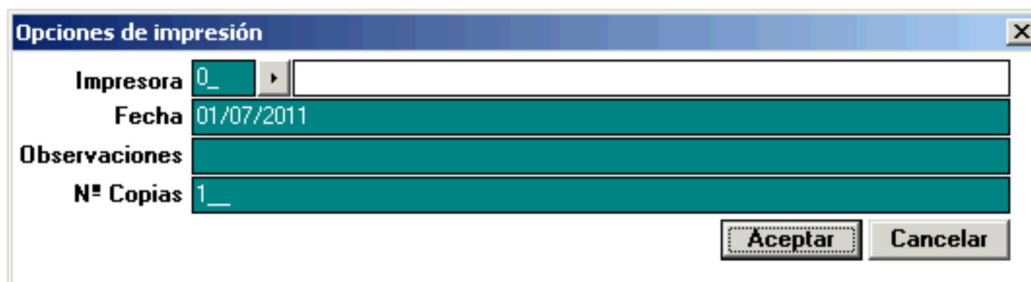 Opciones de impresión
Impresora 0_
Fecha 01/07/2011
Observaciones
Nº Copias 1__
Aceptar Cancelar